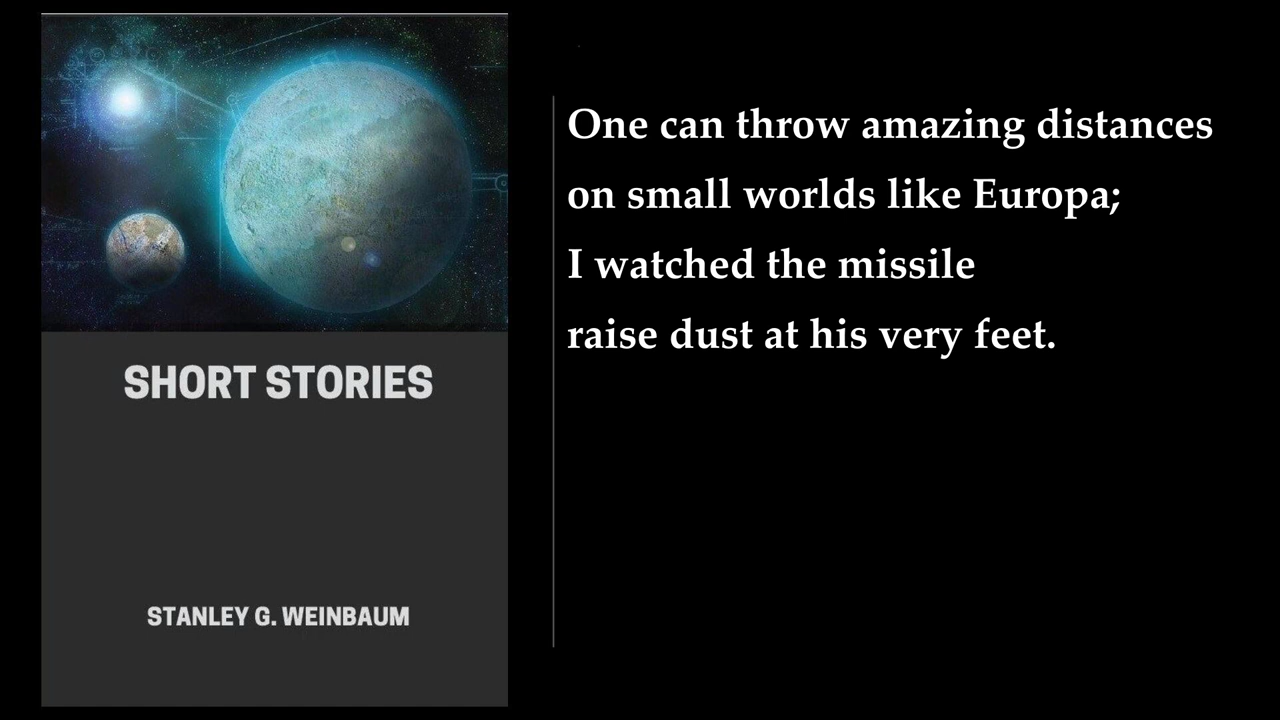 SHORT STORIES
STANLEY G. WEINBAUM
One can throw amazing distances
on small worlds like Europa;
I watched the missile
raise dust at his very feet.